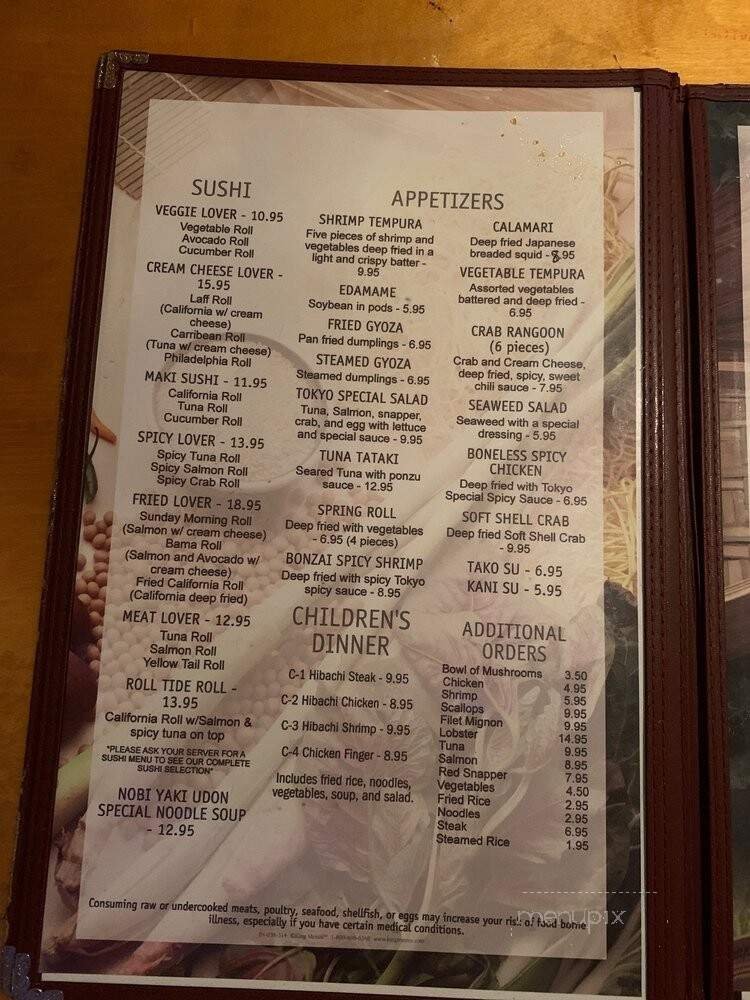 SUSHI
VEGGIE LOVER - 10.95
Vegetable Roll
Avocado Roll
Cucumber Roll
CREAM CHEESE LOVER -
15.95
Laff Roll
(California w/ cream
cheese)
Carribean Roll
(Tuna w/ cream cheese)
Philadelphia Roll
MAKI SUSHI - 11.95
California Roll
Tuna Roll
Cucumber Roll
SPICY LOVER - 13.95
Spicy Tuna Roll
Spicy Salmon Roll
Spicy Crab Roll
FRIED LOVER - 18.95
Sunday Morning Roll
(Salmon w/ cream cheese)
Bama Roll
(Salmon and Avocado w/
cream cheese)
Fried California Roll
(California deep fried)
MEAT LOVER - 12.95
Tuna Roll
Salmon Roll
Yellow Tail Roll
ROLL TIDE ROLL -
13.95
California Roll w/Salmon &
spicy tuna on top
*PLEASE ASK YOUR SERVER FOR A
SUSHI MENU TO SEE OUR COMPLETE
SUSHI SELECTION*
NOBI YAKI UDON
SPECIAL NOODLE SOUP
- 12.95
APPETIZERS
SHRIMP TEMPURA
Five pieces of shrimp and
vegetables deep fried in a
light and crispy batter -
9.95
EDAMAME
Soybean in pods - 5.95
FRIED GYOZA
Pan fried dumplings - 6.95
STEAMED GYOZA
Steamed dumplings - 6.95
TOKYO SPECIAL SALAD
Tuna, Salmon, snapper,
crab, and egg with lettuce
and special sauce - 9.95
TUNA TATAKI
Seared Tuna with ponzu
sauce - 12.95
SPRING ROLL
Deep fried with vegetables
- 6.95 (4 pieces)
BONZAI SPICY SHRIMP
Deep fried with spicy Tokyo
spicy sauce - 8.95
CALAMARI
Deep fried Japanese
breaded squid - 8.95
VEGETABLE TEMPURA
Assorted vegetables
battered and deep fried -
6.95
CRAB RANGOON
(6 pieces)
Crab and Cream Cheese,
deep fried, spicy, sweet
chili sauce - 7.95
SEAWEED SALAD
Seaweed with a special
dressing - 5.95
BONELESS SPICY
CHICKEN
Deep fried with Tokyo
Special Spicy Sauce - 6.95
SOFT SHELL CRAB
Deep fried Soft Shell Crab
- 9.95
TAKO SU - 6.95
KANI SU - 5.95
CHILDREN'S
DINNER
C-1 Hibachi Steak - 9.95
C-2 Hibachi Chicken - 8.95
C-3 Hibachi Shrimp - 9.95
C-4 Chicken Finger - 8.95
Includes fried rice, noodles,
vegetables, soup, and salad.
ADDITIONAL
ORDERS
Bowl of Mushrooms 3.50
Chicken 4.95
Shrimp 5.95
Scallops 9.95
Filet Mignon 9.95
Lobster 14.95
Tuna 9.95
Salmon 8.95
Red Snapper 7.95
Vegetables 4.50
Fried Rice 2.95
Noodles 2.95
Steak 6.95
Steamed Rice 1.95
Consuming raw or undercooked meats, poultry, seafood, shellfish, or eggs may increase your risk of food borne
illness, especially if you have certain medical conditions.
menupix